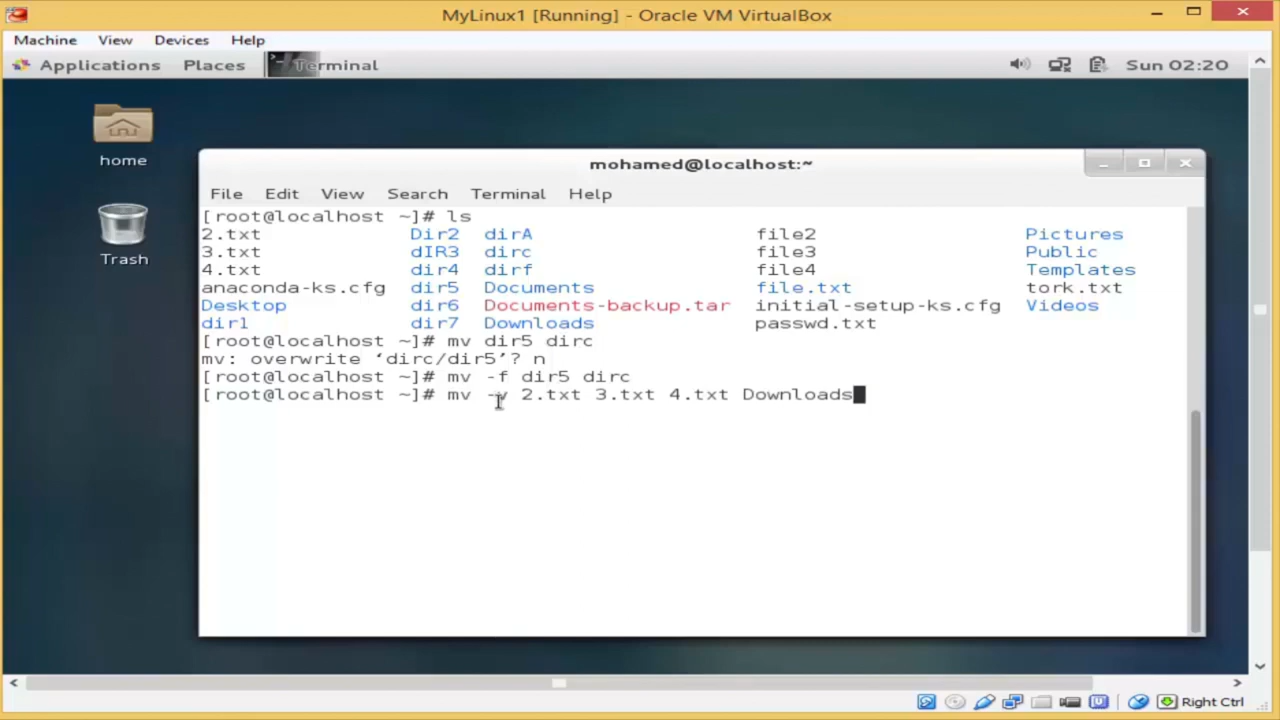 MyLinux1 [Running] - Oracle VM VirtualBox
Machine View Devices Help
Applications Places Terminal Sun 02:20
home
Trash
mohamed@localhost:~
File Edit View Search Terminal Help
[root@localhost ~]# ls
2.txt Dir2 dirA file2 Pictures
3.txt dIR3 dirc file3 Public
4.txt dir4 dirf file4 Templates
anaconda-ks.cfg dir5 Documents file.txt tork.txt
Desktop dir6 Documents-backup.tar initial-setup-ks.cfg Videos
dir1 dir7 Downloads passwd.txt
[root@localhost ~]# mv dir5 dirc
mv: overwrite ‘dirc/dir5’? n
[root@localhost ~]# mv -f dir5 dirc
[root@localhost ~]# mv -v 2.txt 3.txt 4.txt Downloads
Right Ctrl